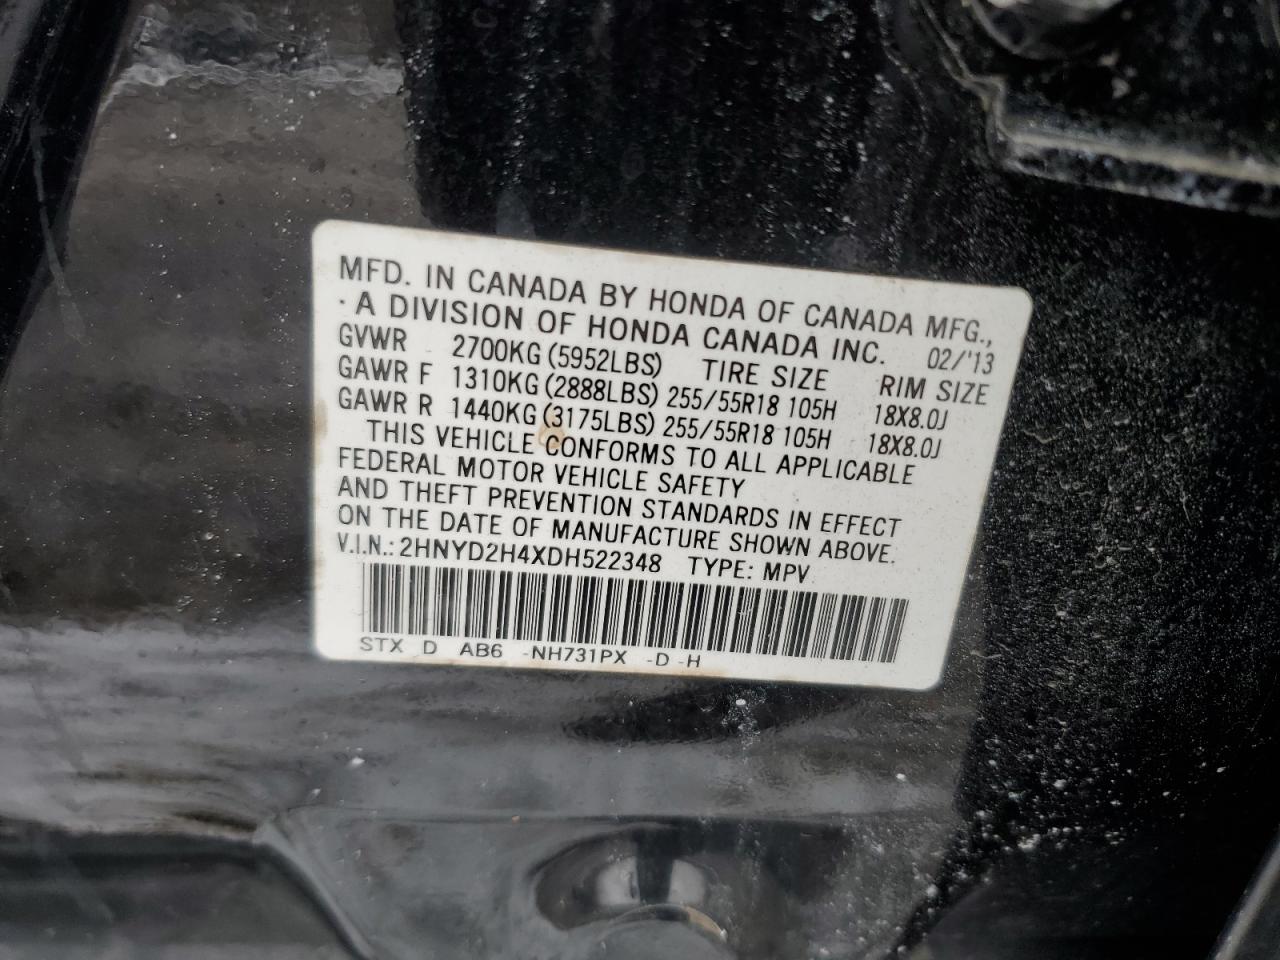 MFD. IN CANADA BY HONDA OF CANADA MFG.,
· A DIVISION OF HONDA CANADA INC. 02/'13
GVWR 2700KG (5952LBS) TIRE SIZE RIM SIZE
GAWR F 1310KG (2888LBS) 255/55R18 105H 18X8.0J
GAWR R 1440KG (3175LBS) 255/55R18 105H 18X8.0J
THIS VEHICLE CONFORMS TO ALL APPLICABLE
FEDERAL MOTOR VEHICLE SAFETY
AND THEFT PREVENTION STANDARDS IN EFFECT
ON THE DATE OF MANUFACTURE SHOWN ABOVE.
V.I.N.: 2HNYD2H4XDH522348 TYPE: MPV
STX D AB6 -NH731PX -D -H